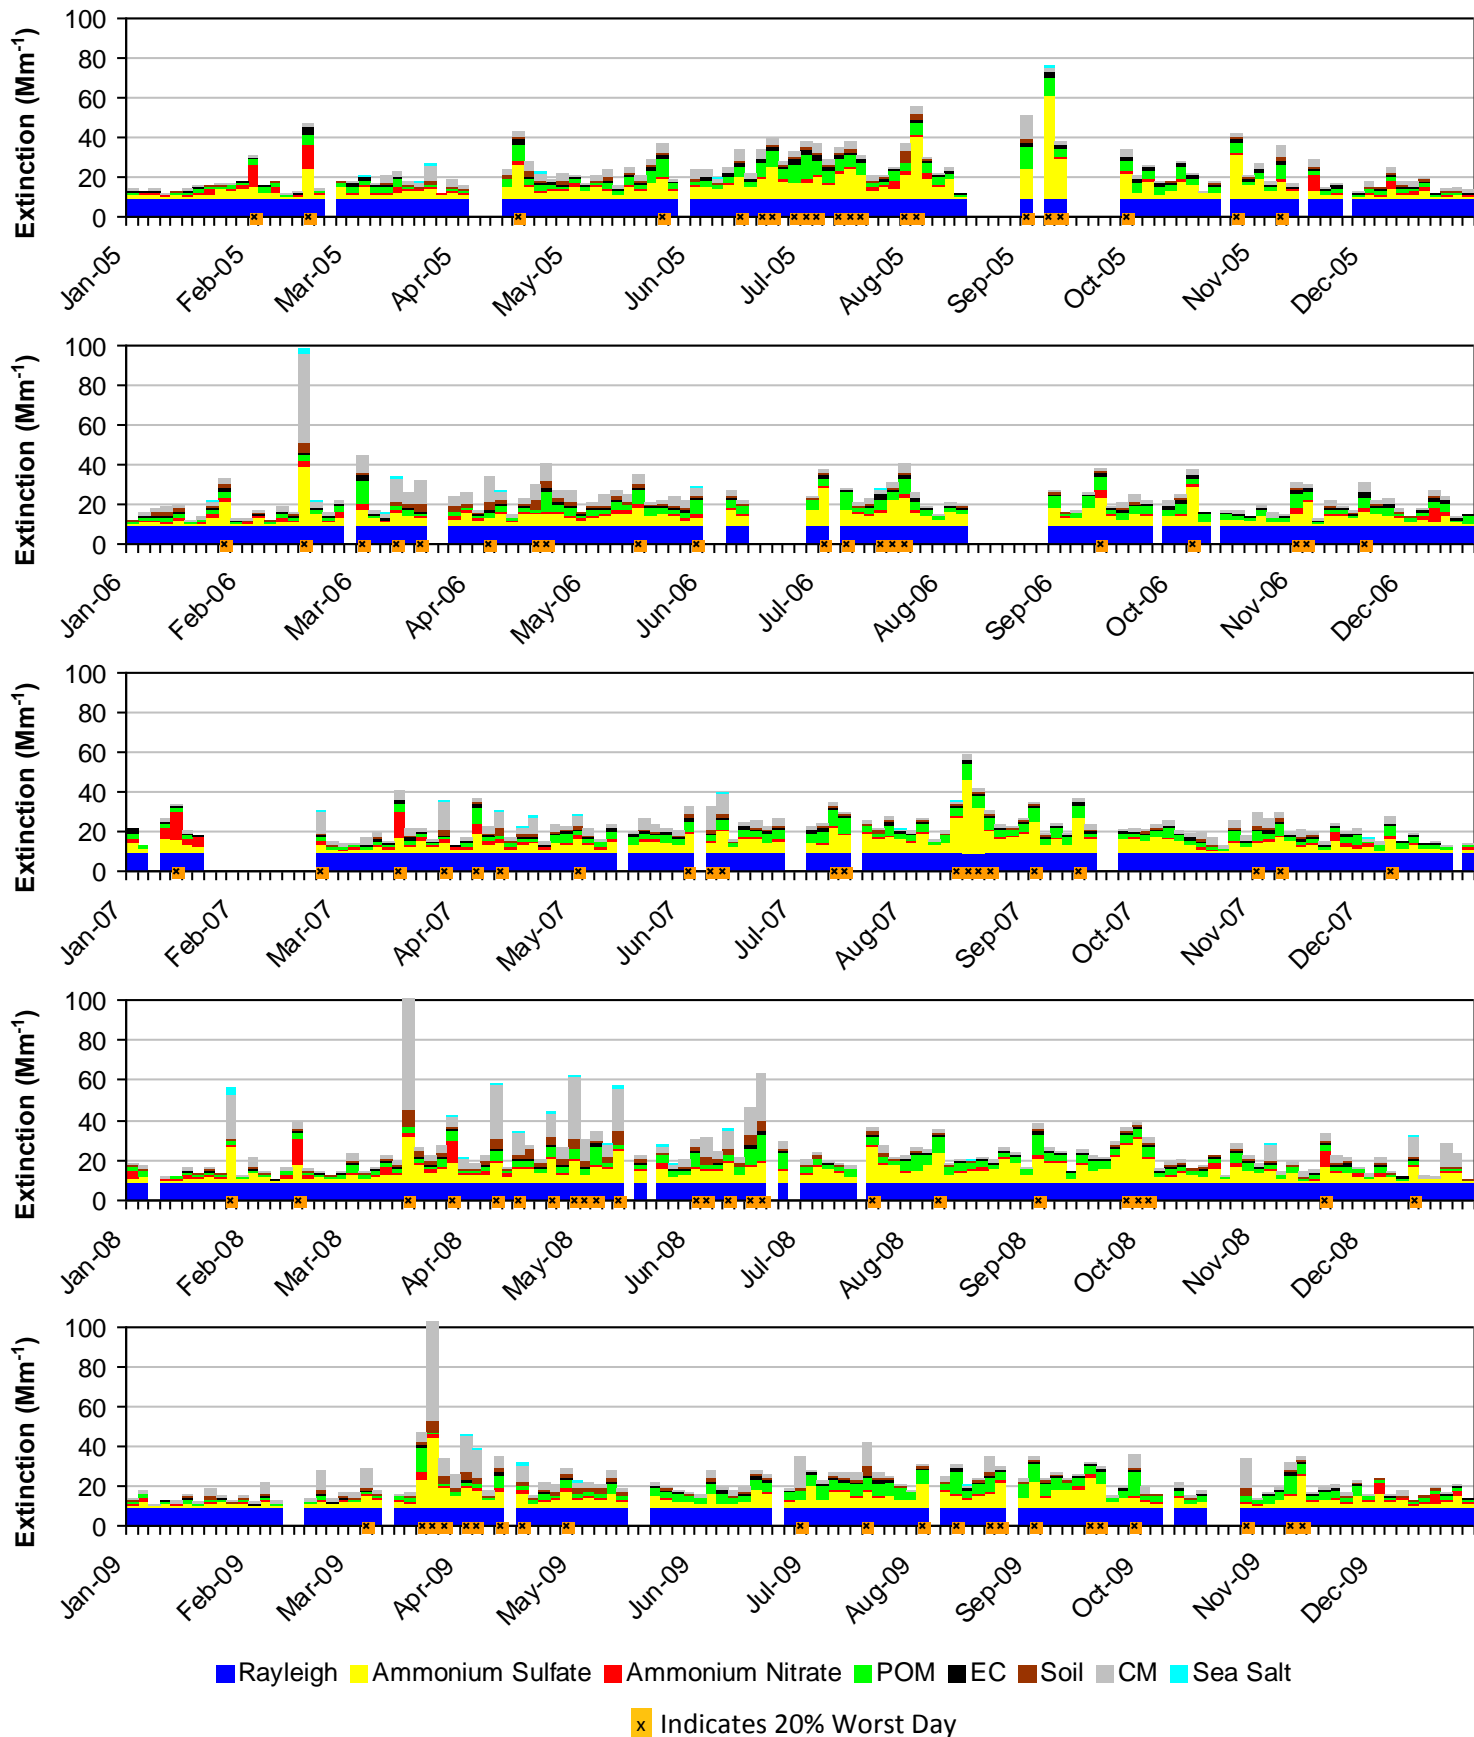 Extinction (Mm-1)
100
80
60
40
20
0
Jan-05 Feb-05 Mar-05 Apr-05 May-05 Jun-05 Jul-05 Aug-05 Sep-05 Oct-05 Nov-05 Dec-05
Extinction (Mm-1)
100
80
60
40
20
0
Jan-06 Feb-06 Mar-06 Apr-06 May-06 Jun-06 Jul-06 Aug-06 Sep-06 Oct-06 Nov-06 Dec-06
Extinction (Mm-1)
100
80
60
40
20
0
Jan-07 Feb-07 Mar-07 Apr-07 May-07 Jun-07 Jul-07 Aug-07 Sep-07 Oct-07 Nov-07 Dec-07
Extinction (Mm-1)
100
80
60
40
20
0
Jan-08 Feb-08 Mar-08 Apr-08 May-08 Jun-08 Jul-08 Aug-08 Sep-08 Oct-08 Nov-08 Dec-08
Extinction (Mm-1)
100
80
60
40
20
0
Jan-09 Feb-09 Mar-09 Apr-09 May-09 Jun-09 Jul-09 Aug-09 Sep-09 Oct-09 Nov-09 Dec-09
Rayleigh Ammonium Sulfate Ammonium Nitrate POM EC Soil CM Sea Salt
x Indicates 20% Worst Day